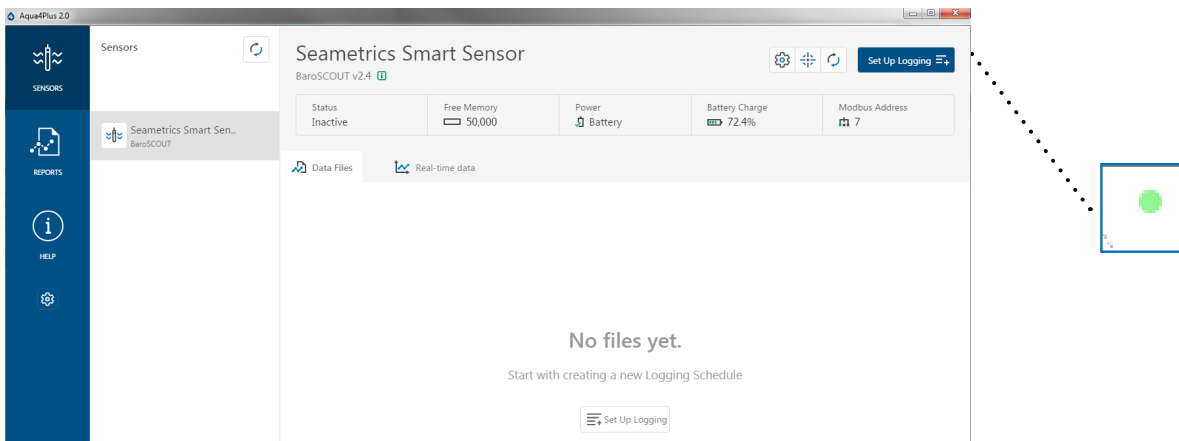 Aqua4Plus 2.0
SENSORS
REPORTS
HELP
Sensors
Seametrics Smart Sen..
BaroSCOUT
Seametrics Smart Sensor
BaroSCOUT v2.4
Set Up Logging
Status
Inactive
Free Memory
50,000
Power
Battery
Battery Charge
72.4%
Modbus Address
7
Data Files
Real-time data
No files yet.
Start with creating a new Logging Schedule
Set Up Logging